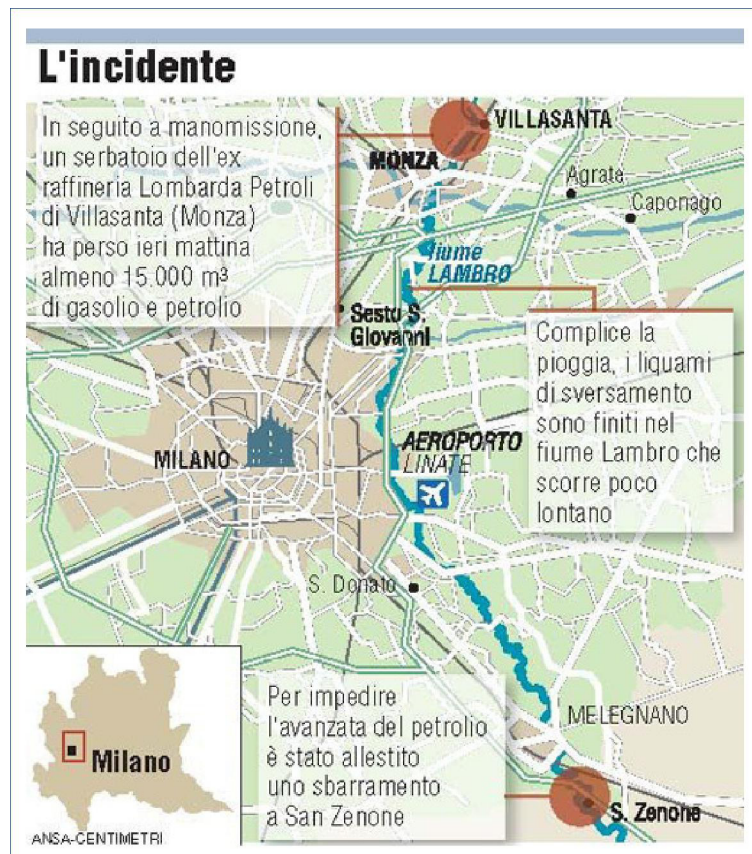 L'incidente
In seguito a manomissione,
un serbatoio dell'ex
raffineria Lombarda Petroli
di Villasanta (Monza)
ha perso ieri mattina
almeno 15.000 m³
di gasolio e petrolio
VILLASANTA
MONZA
Agrate
Caponago
fiume
LAMBRO
Sesto S.
Giovanni
Complice la
pioggia, i liquami
di sversamento
sono finiti nel
fiume Lambro che
scorre poco
lontano
AEROPORTO
LINATE
MILANO
S. Donato
Per impedire
l'avanzata del petrolio
è stato allestito
uno sbarramento
a San Zenone
MELEGNANO
S. Zenone
Milano
ANSA-CENTIMETRI